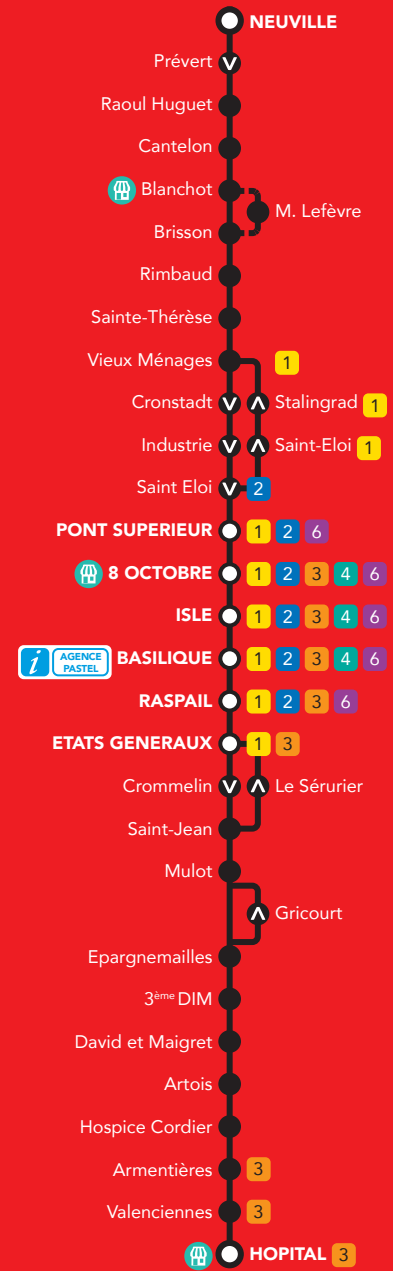 NEUVILLE
Prévert
Raoul Huguet
Cantelon
Blanchot
M. Lefèvre
Brisson
Rimbaud
Sainte-Thérèse
Vieux Ménages 1
Cronstadt Stalingrad 1
Industrie Saint-Eloi 1
Saint Eloi 2
PONT SUPERIEUR 1 2 6
8 OCTOBRE 1 2 3 4 6
ISLE 1 2 3 4 6
i AGENCE
PASTEL BASILIQUE 1 2 3 4 6
RASPAIL 1 2 3 6
ETATS GENERAUX 1 3
Crommelin Le Sérurier
Saint-Jean
Mulot
Gricourt
Epargnemailles
3ème DIM
David et Maigret
Artois
Hospice Cordier
Armentières 3
Valenciennes 3
HOPITAL 3